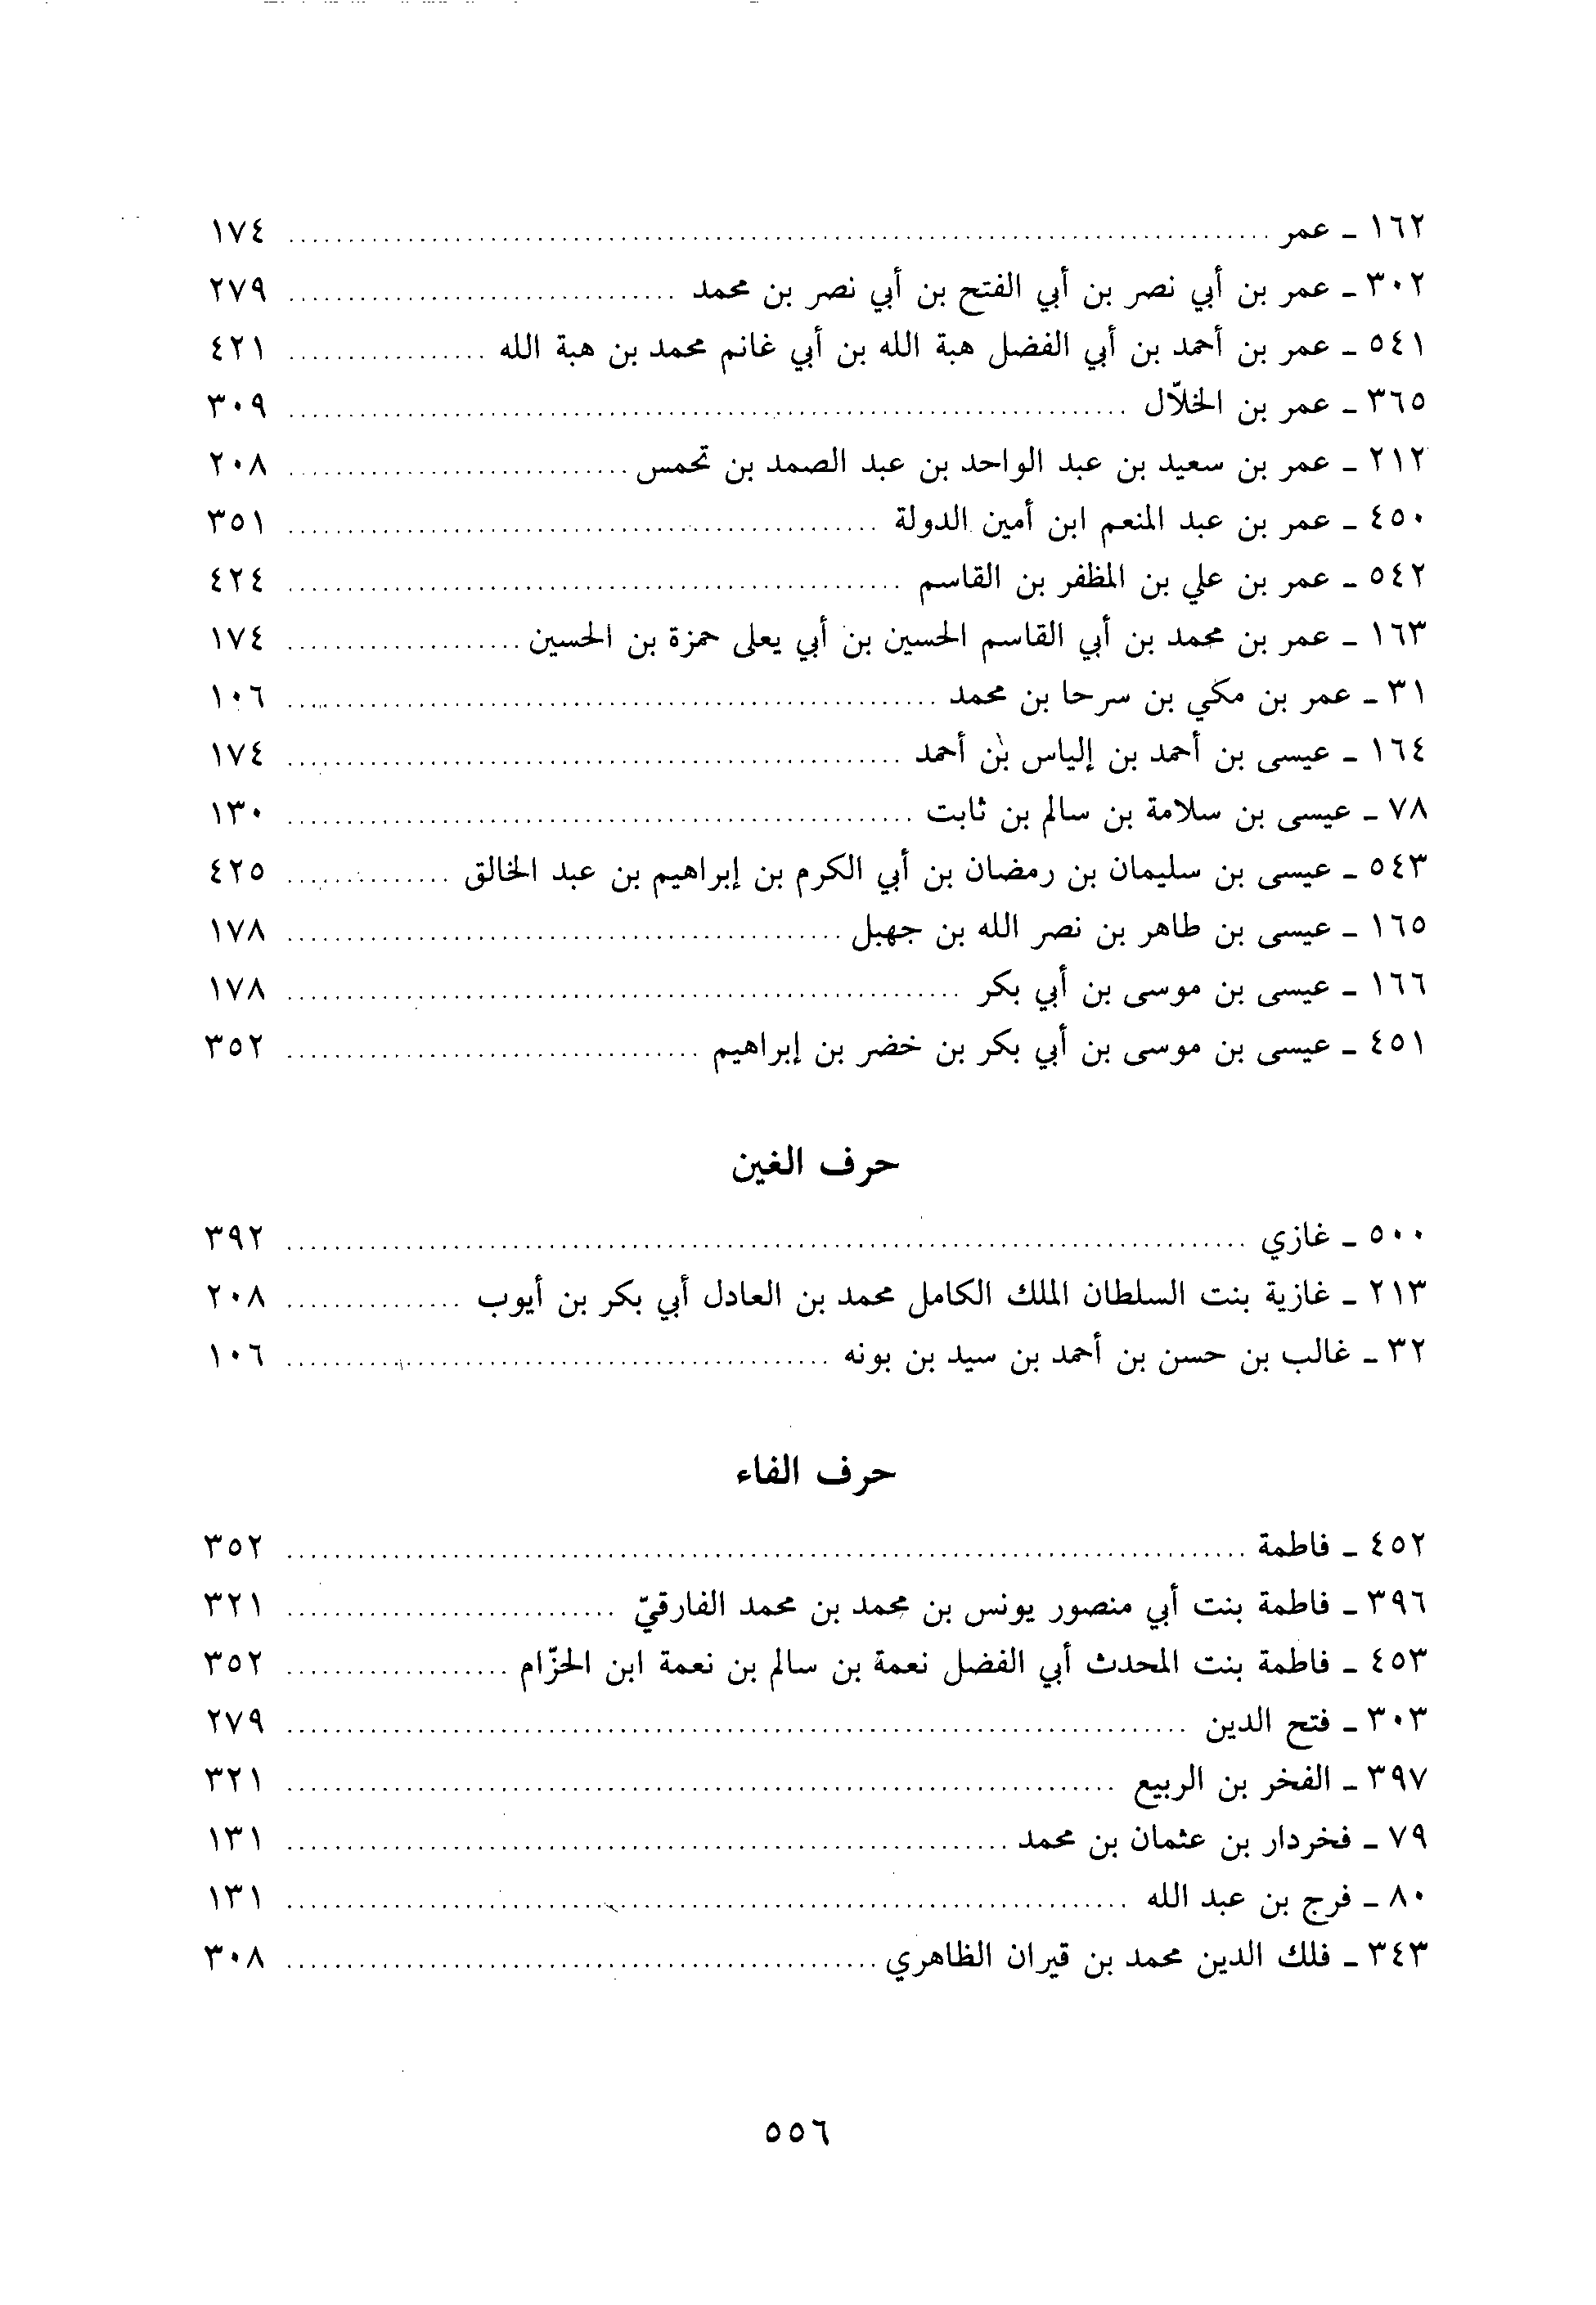 ١٦٢ ـ عمر ........ ١٧٤
٣٠٢ ـ عمر بن أبي نصر بن أبي الفتح بن أبي نصر بن محمد ........ ٢٧٩
٥٤١ ـ عمر بن أحمد بن أبي الفضل هبة الله بن أبي غانم محمد بن هبة الله ........ ٤٢١
٣٦٥ ـ عمر بن الخلاّل ........ ٣٠٩
٢١٢ ـ عمر بن سعيد بن عبد الواحد بن عبد الصمد بن تحمس ........ ٢٠٨
٤٥٠ ـ عمر بن عبد المنعم ابن أمين الدولة ........ ٣٥١
٥٤٢ ـ عمر بن علي بن المظفر بن القاسم ........ ٤٢٤
١٦٣ ـ عمر بن محمد بن أبي القاسم الحسين بن أبي يعلى حمزة بن الحسين ........ ١٧٤
٣١ ـ عمر بن مكي بن سرحا بن محمد ........ ١٠٦
١٦٤ ـ عيسى بن أحمد بن إلياس بن أحمد ........ ١٧٤
٧٨ ـ عيسى بن سلامة بن سالم بن ثابت ........ ١٣٠
٥٤٣ ـ عيسى بن سليمان بن رمضان بن أبي الكرم بن إبراهيم بن عبد الخالق ........ ٤٢٥
١٦٥ ـ عيسى بن طاهر بن نصر الله بن جهبل ........ ١٧٨
١٦٦ ـ عيسى بن موسى بن أبي بكر ........ ١٧٨
٤٥١ ـ عيسى بن موسى بن أبي بكر بن خضر بن إبراهيم ........ ٣٥٢
حرف الغين
٥٠٠ ـ غازي ........ ٣٩٢
٢١٣ ـ غازية بنت السلطان الملك الكامل محمد بن العادل أبي بكر بن أيوب ........ ٢٠٨
٣٢ ـ غالب بن حسن بن أحمد بن سيد بن بونه ........ ١٠٦
حرف الفاء
٤٥٢ ـ فاطمة ........ ٣٥٢
٣٩٦ ـ فاطمة بنت أبي منصور يونس بن محمد بن محمد الفارقيّ ........ ٣٢١
٤٥٣ ـ فاطمة بنت المحدث أبي الفضل نعمة بن سالم بن نعمة ابن الحزّام ........ ٣٥٢
٣٠٣ ـ فتح الدين ........ ٢٧٩
٣٩٧ ـ الفخر بن الربيع ........ ٣٢١
٧٩ ـ فخردار بن عثمان بن محمد ........ ١٣١
٨٠ ـ فرج بن عبد الله ........ ١٣١
٣٤٣ ـ فلك الدين محمد بن قيران الظاهري ........ ٣٠٨
٥٥٦